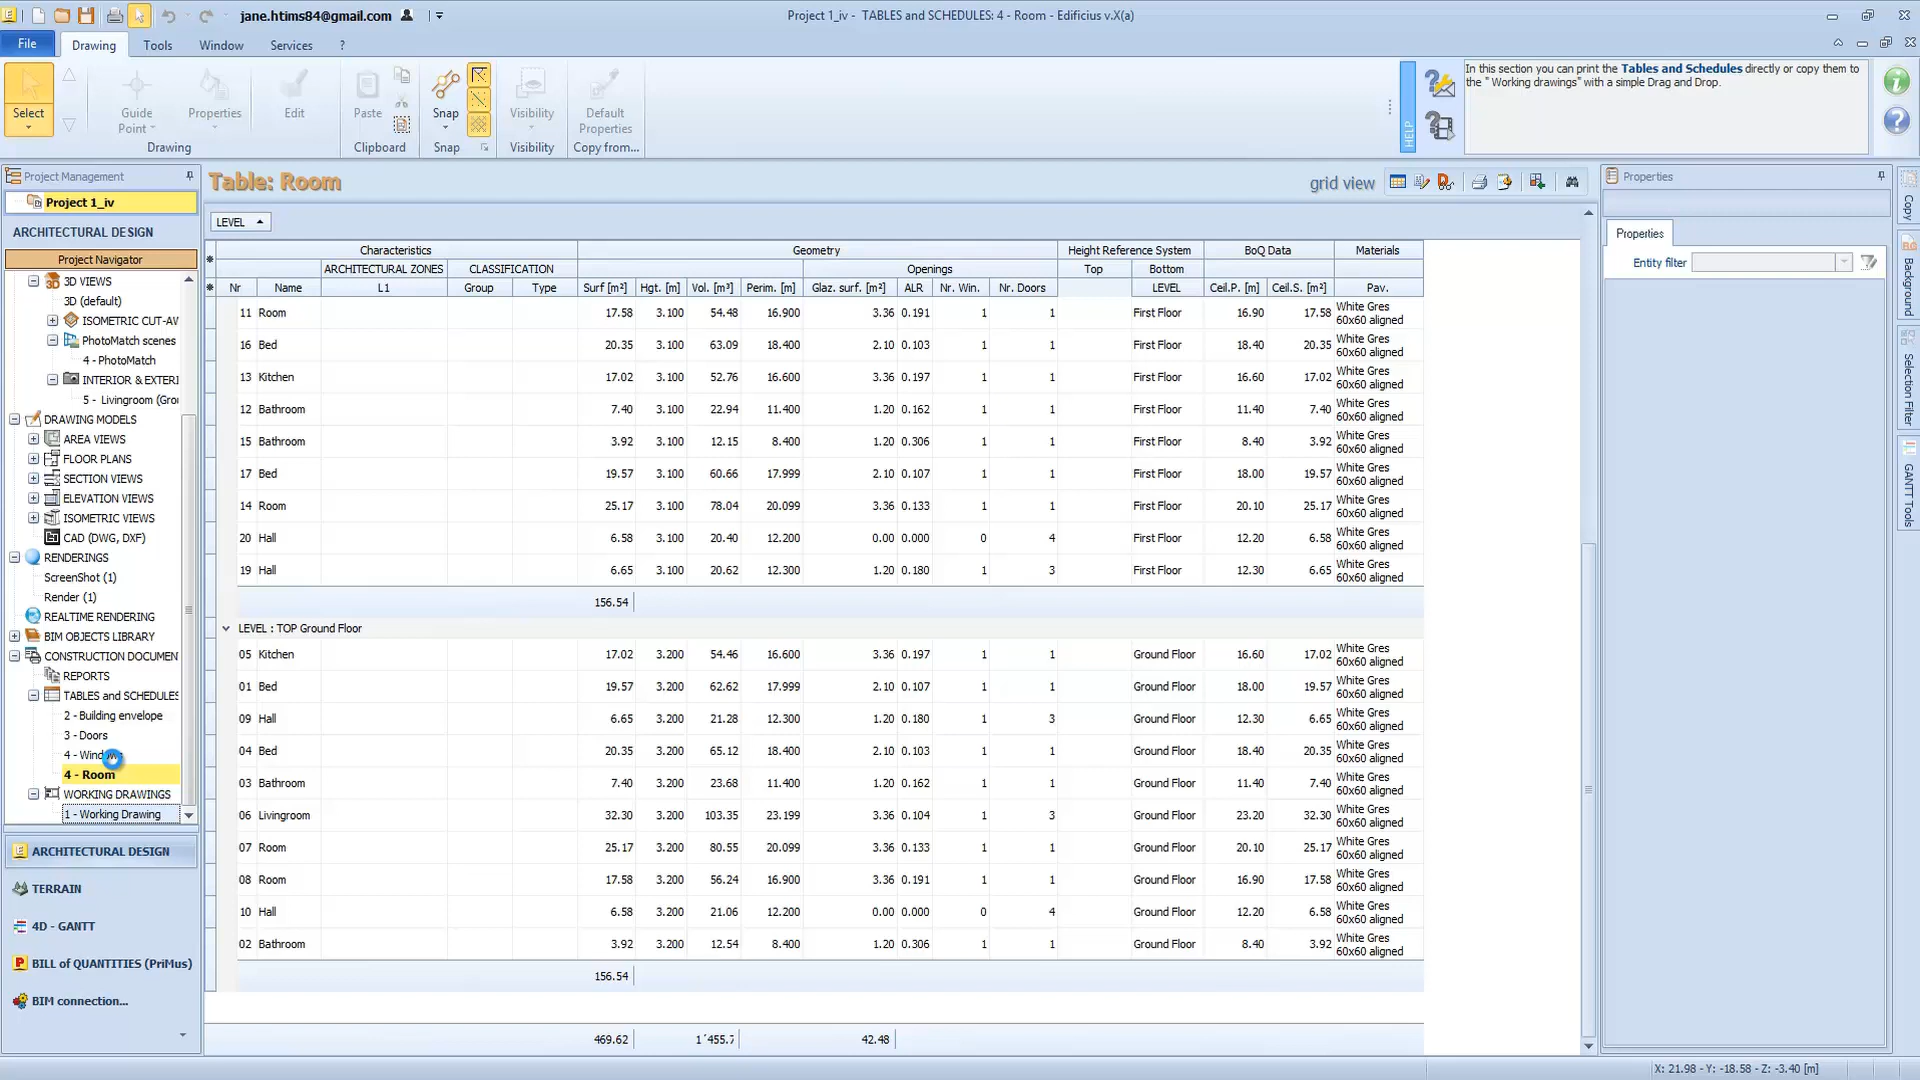 jane.htims84@gmail.com
Project 1_iv - TABLES and SCHEDULES: 4 - Room - Edificius v.X(a)
File Drawing Tools Window Services ?
Select
Guide Point
Properties
Edit
Drawing
Paste
Clipboard
Snap
Snap
Visibility
Visibility
Default Properties
Copy from...
HELP
In this section you can print the Tables and Schedules directly or copy them to
the " Working drawings" with a simple Drag and Drop.
Project Management
Project 1_iv
ARCHITECTURAL DESIGN
Project Navigator
3D VIEWS
3D (default)
ISOMETRIC CUT-AV
PhotoMatch scenes
4 - PhotoMatch
INTERIOR & EXTERI
5 - Livingroom (Gro
DRAWING MODELS
AREA VIEWS
FLOOR PLANS
SECTION VIEWS
ELEVATION VIEWS
ISOMETRIC VIEWS
CAD (DWG, DXF)
RENDERINGS
ScreenShot (1)
Render (1)
REALTIME RENDERING
BIM OBJECTS LIBRARY
CONSTRUCTION DOCUMEN
REPORTS
TABLES and SCHEDULES
2 - Building envelope
3 - Doors
4 - Window
4 - Room
WORKING DRAWINGS
1 - Working Drawing
ARCHITECTURAL DESIGN
TERRAIN
4D - GANTT
BILL of QUANTITIES (PriMus)
BIM connection...
Table: Room
grid view
LEVEL
Characteristics Geometry Height Reference System BoQ Data Materials
ARCHITECTURAL ZONES CLASSIFICATION Openings Top Bottom
Nr Name L1 Group Type Surf [m²] Hgt. [m] Vol. [m³] Perim. [m] Glaz. surf. [m²] ALR Nr. Win. Nr. Doors LEVEL Ceil.P. [m] Ceil.S. [m²] Pav.
11 Room 17.58 3.100 54.48 16.900 3.36 0.191 1 1 First Floor 16.90 17.58 White Gres 60x60 aligned
16 Bed 20.35 3.100 63.09 18.400 2.10 0.103 1 1 First Floor 18.40 20.35 White Gres 60x60 aligned
13 Kitchen 17.02 3.100 52.76 16.600 3.36 0.197 1 1 First Floor 16.60 17.02 White Gres 60x60 aligned
12 Bathroom 7.40 3.100 22.94 11.400 1.20 0.162 1 1 First Floor 11.40 7.40 White Gres 60x60 aligned
15 Bathroom 3.92 3.100 12.15 8.400 1.20 0.306 1 1 First Floor 8.40 3.92 White Gres 60x60 aligned
17 Bed 19.57 3.100 60.66 17.999 2.10 0.107 1 1 First Floor 18.00 19.57 White Gres 60x60 aligned
14 Room 25.17 3.100 78.04 20.099 3.36 0.133 1 1 First Floor 20.10 25.17 White Gres 60x60 aligned
20 Hall 6.58 3.100 20.40 12.200 0.00 0.000 0 4 First Floor 12.20 6.58 White Gres 60x60 aligned
19 Hall 6.65 3.100 20.62 12.300 1.20 0.180 1 3 First Floor 12.30 6.65 White Gres 60x60 aligned
156.54
LEVEL : TOP Ground Floor
05 Kitchen 17.02 3.200 54.46 16.600 3.36 0.197 1 1 Ground Floor 16.60 17.02 White Gres 60x60 aligned
01 Bed 19.57 3.200 62.62 17.999 2.10 0.107 1 1 Ground Floor 18.00 19.57 White Gres 60x60 aligned
09 Hall 6.65 3.200 21.28 12.300 1.20 0.180 1 3 Ground Floor 12.30 6.65 White Gres 60x60 aligned
04 Bed 20.35 3.200 65.12 18.400 2.10 0.103 1 1 Ground Floor 18.40 20.35 White Gres 60x60 aligned
03 Bathroom 7.40 3.200 23.68 11.400 1.20 0.162 1 1 Ground Floor 11.40 7.40 White Gres 60x60 aligned
06 Livingroom 32.30 3.200 103.35 23.199 3.36 0.104 1 3 Ground Floor 23.20 32.30 White Gres 60x60 aligned
07 Room 25.17 3.200 80.55 20.099 3.36 0.133 1 1 Ground Floor 20.10 25.17 White Gres 60x60 aligned
08 Room 17.58 3.200 56.24 16.900 3.36 0.191 1 1 Ground Floor 16.90 17.58 White Gres 60x60 aligned
10 Hall 6.58 3.200 21.06 12.200 0.00 0.000 0 4 Ground Floor 12.20 6.58 White Gres 60x60 aligned
02 Bathroom 3.92 3.200 12.54 8.400 1.20 0.306 1 1 Ground Floor 8.40 3.92 White Gres 60x60 aligned
156.54
469.62 1´455.7 42.48
Properties
Properties
Entity filter
Copy
Background
Selection Filter
GANTT Tools
X: 21.98 - Y: -18.58 - Z: -3.40 [m]